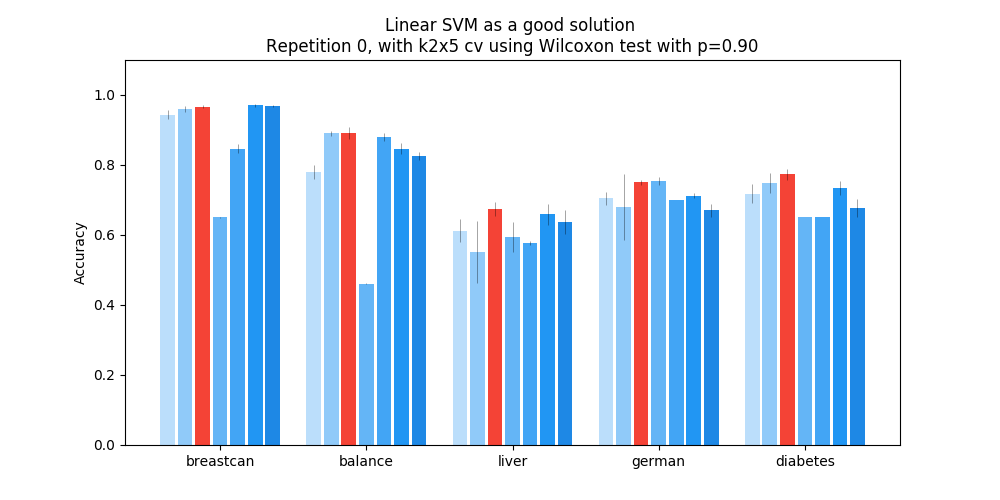 Linear SVM as a good solution
Repetition 0, with k2x5 cv using Wilcoxon test with p=0.90
1.0
0.8
0.6
0.4
0.2
0.0
Accuracy
breastcan
balance
liver
german
diabetes